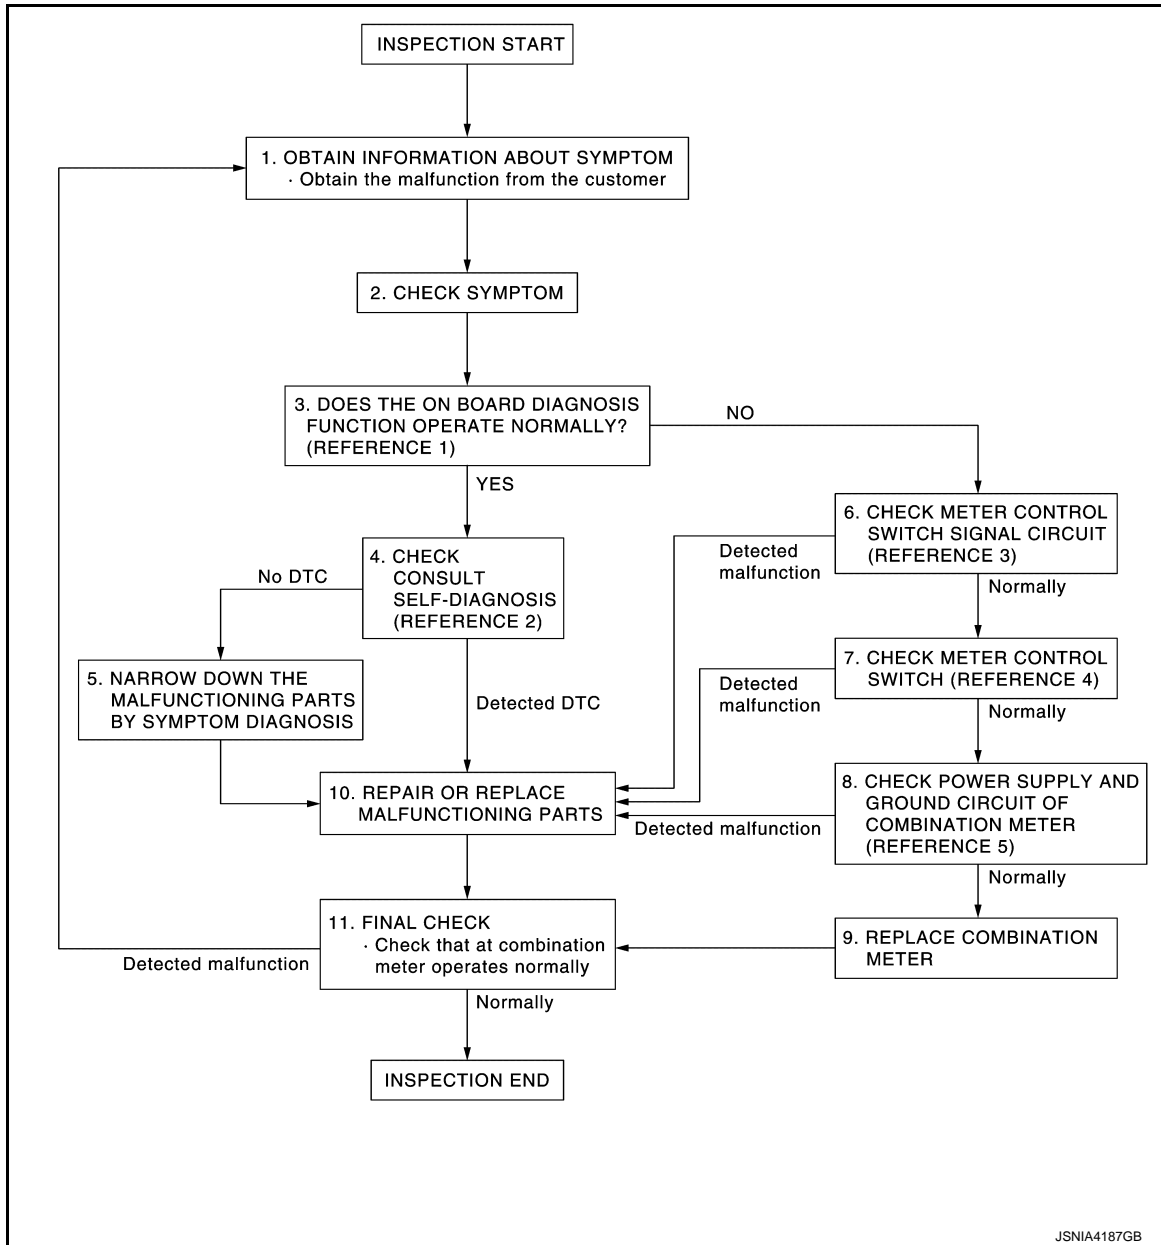 INSPECTION START
1. OBTAIN INFORMATION ABOUT SYMPTOM
· Obtain the malfunction from the customer
2. CHECK SYMPTOM
3. DOES THE ON BOARD DIAGNOSIS
FUNCTION OPERATE NORMALLY?
(REFERENCE 1)
NO
YES
4. CHECK
CONSULT
SELF-DIAGNOSIS
(REFERENCE 2)
No DTC
5. NARROW DOWN THE
MALFUNCTIONING PARTS
BY SYMPTOM DIAGNOSIS
Detected DTC
6. CHECK METER CONTROL
SWITCH SIGNAL CIRCUIT
(REFERENCE 3)
Detected
malfunction
Normally
7. CHECK METER CONTROL
SWITCH (REFERENCE 4)
Detected
malfunction
Normally
8. CHECK POWER SUPPLY AND
GROUND CIRCUIT OF
COMBINATION METER
(REFERENCE 5)
Detected malfunction
Normally
9. REPLACE COMBINATION
METER
10. REPAIR OR REPLACE
MALFUNCTIONING PARTS
11. FINAL CHECK
· Check that at combination
meter operates normally
Detected malfunction
Normally
INSPECTION END
JSNIA4187GB